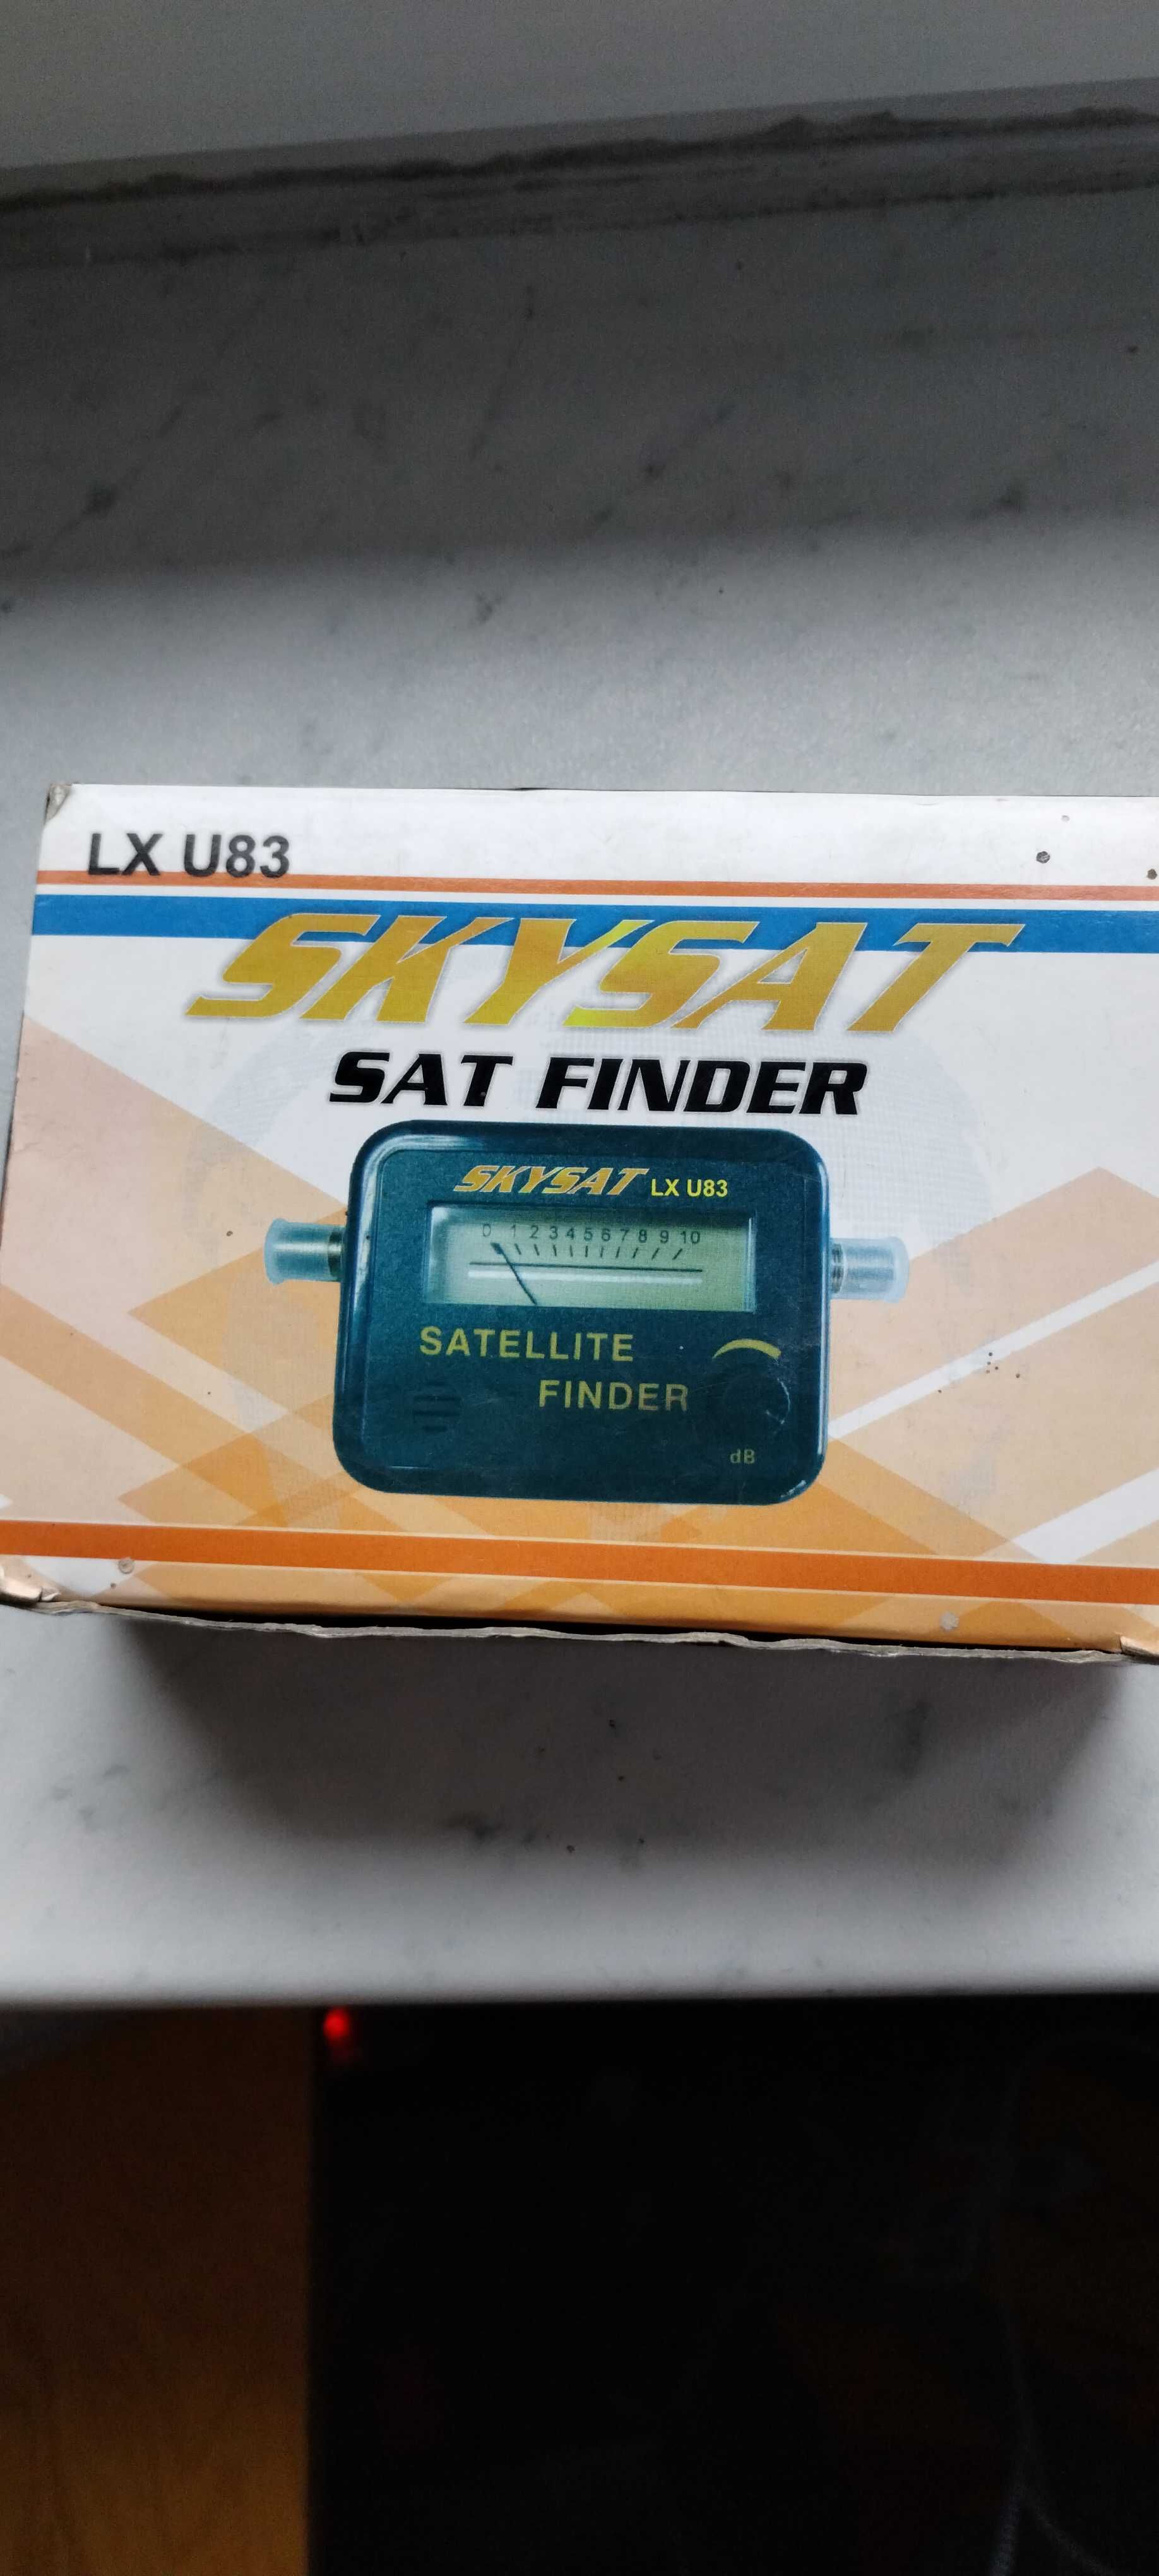 LX U83
SKYSAT
SAT FINDER
SKYSAT LX U83
0 1 2 3 4 5 6 7 8 9 10
SATELLITE
FINDER
dB